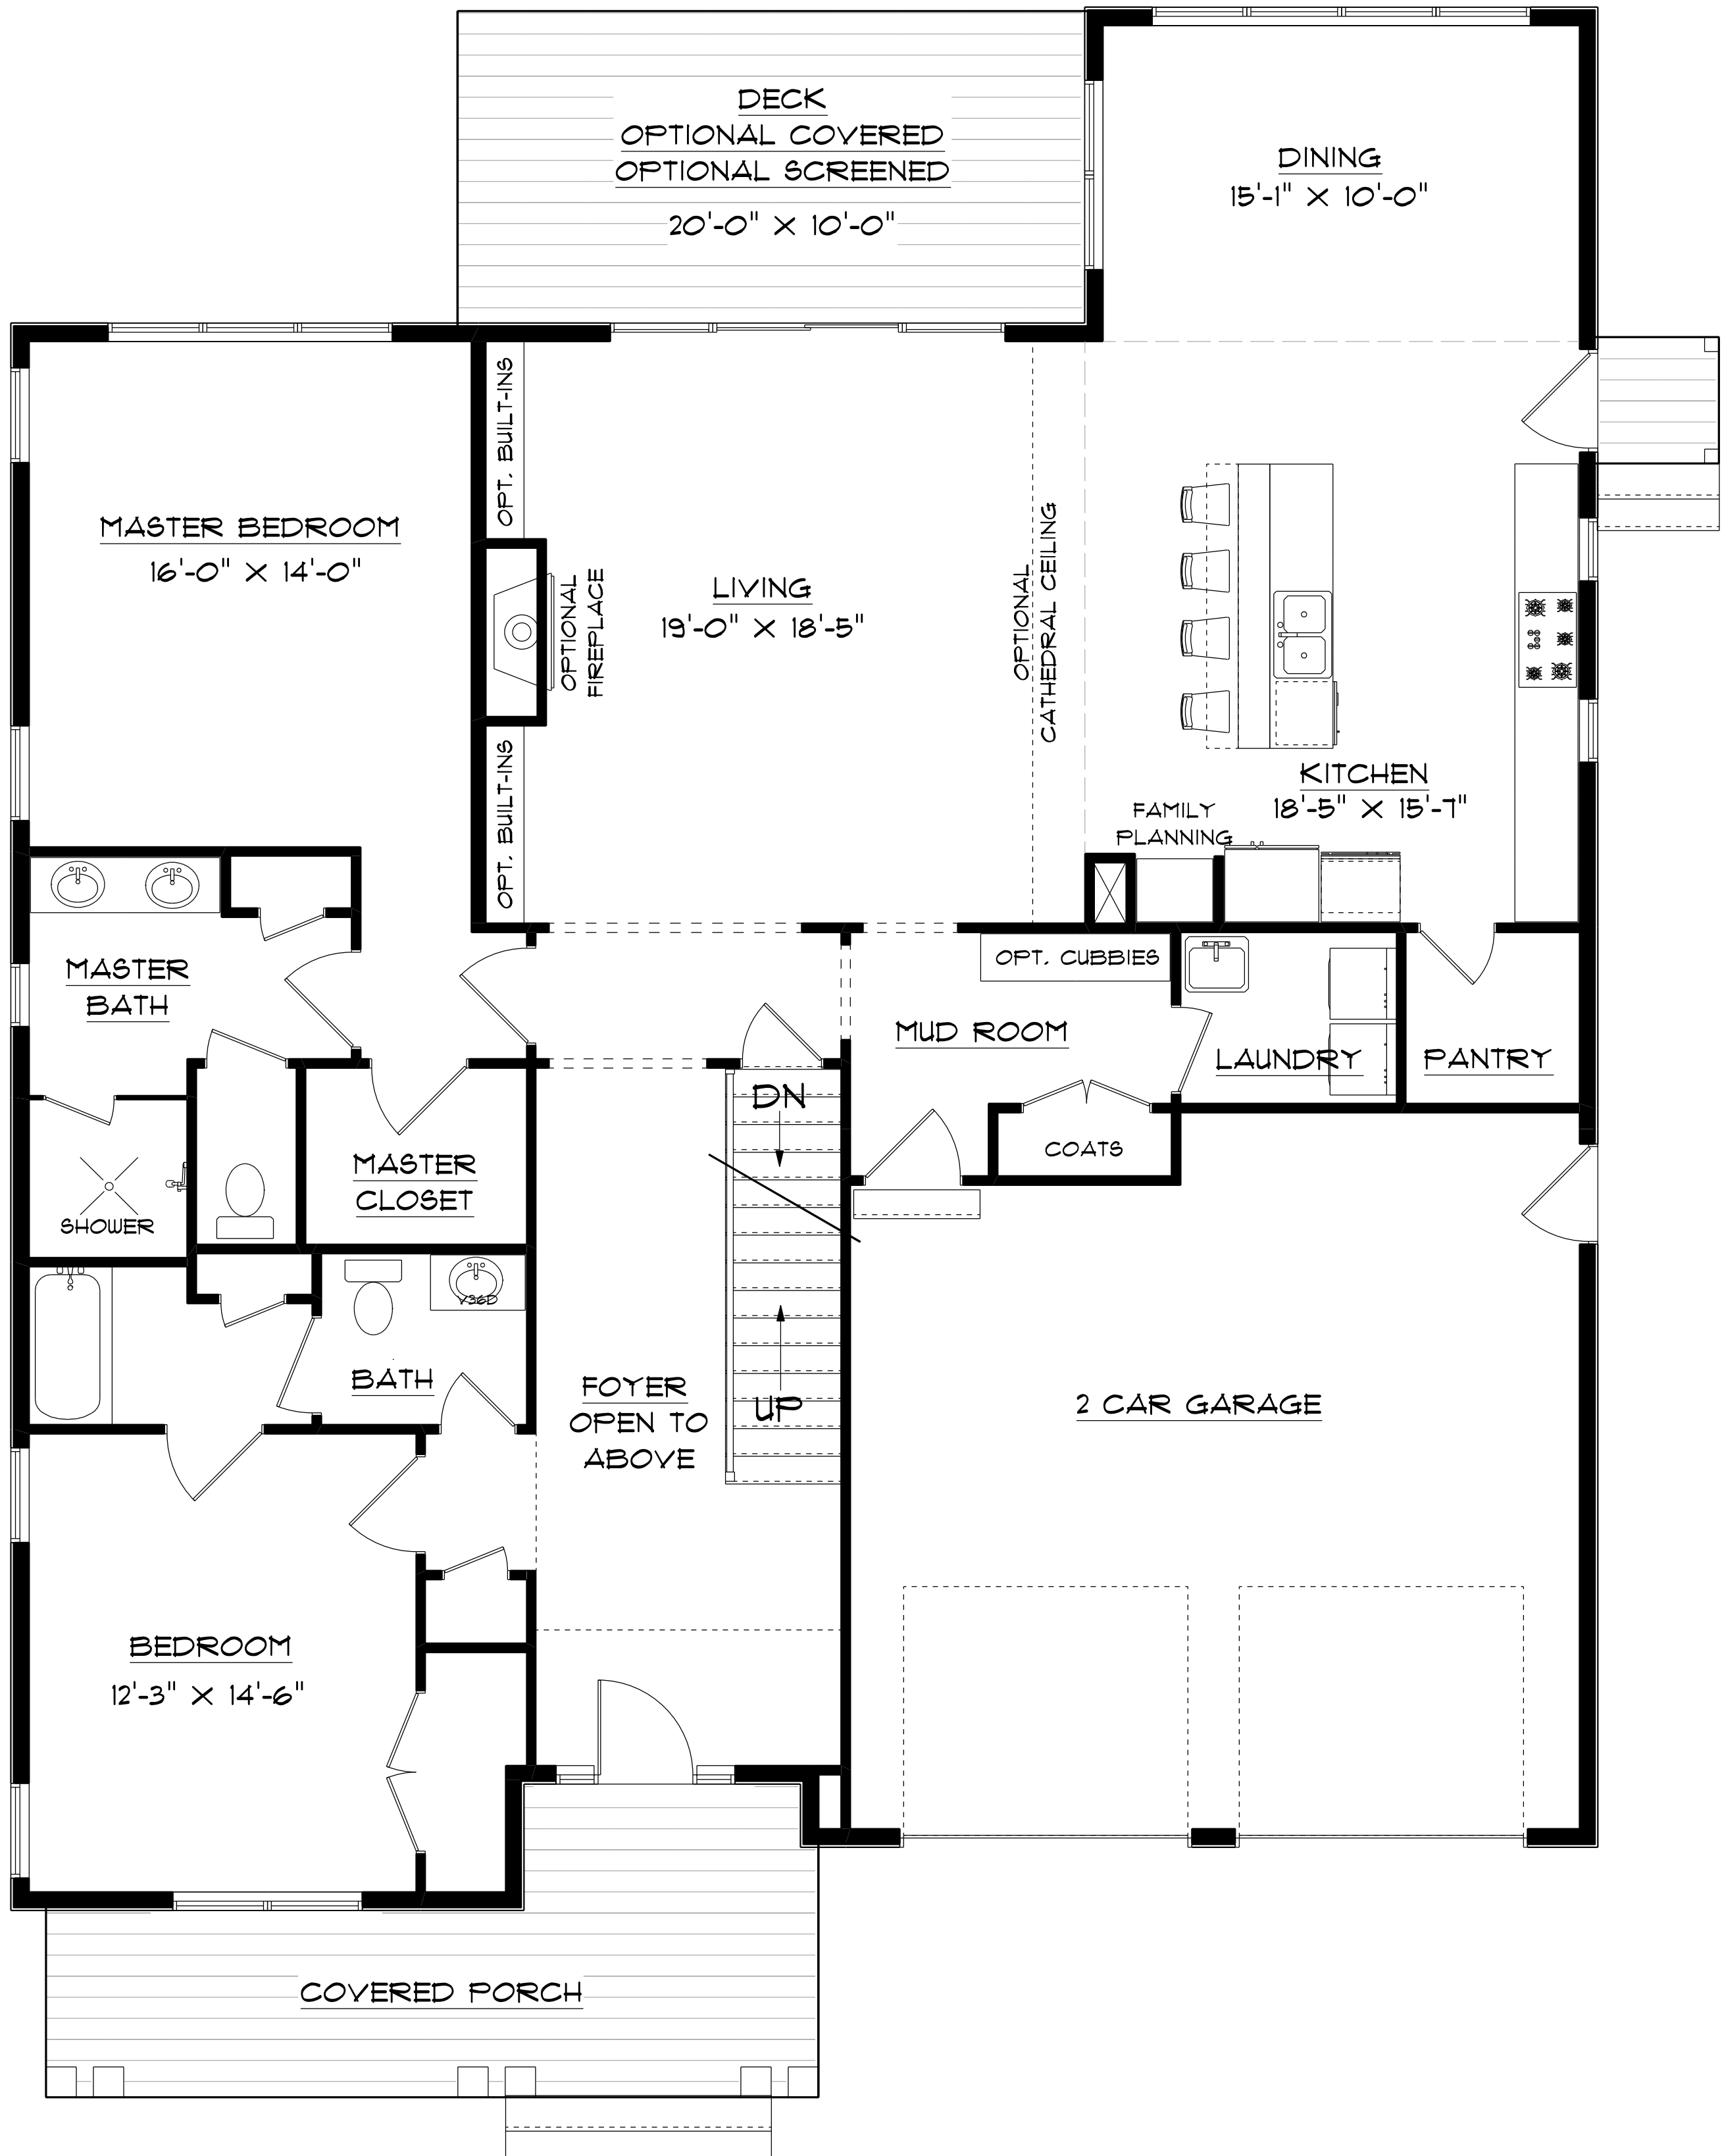 DECK
OPTIONAL COVERED
OPTIONAL SCREENED
20'-0" X 10'-0"
DINING
15'-1" X 10'-0"
OPT. BUILT-INS
MASTER BEDROOM
16'-0" X 14'-0"
OPTIONAL
FIREPLACE
LIVING
19'-0" X 18'-5"
OPTIONAL
CATHEDRAL CEILING
KITCHEN
18'-5" X 15'-7"
FAMILY
PLANNING
OPT. BUILT-INS
MASTER
BATH
OPT. CUBBIES
MUD ROOM
LAUNDRY
PANTRY
DN
COATS
MASTER
CLOSET
SHOWER
V36D
BATH
FOYER
OPEN TO
ABOVE
UP
2 CAR GARAGE
BEDROOM
12'-3" X 14'-6"
COVERED PORCH